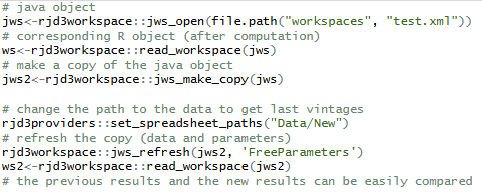 # java object
jws<-rjd3workspace::jws_open(file.path("workspaces", "test.xml"))
# corresponding R object (after computation)
ws<-rjd3workspace::read_workspace(jws)
# make a copy of the java object
jws2<-rjd3workspace::jws_make_copy(jws)

# change the path to the data to get last vintages
rjd3providers::set_spreadsheet_paths("Data/New")
# refresh the copy (data and parameters)
rjd3workspace::jws_refresh(jws2, 'FreeParameters')
ws2<-rjd3workspace::read_workspace(jws2)
# the previous results and the new results can be easily compared